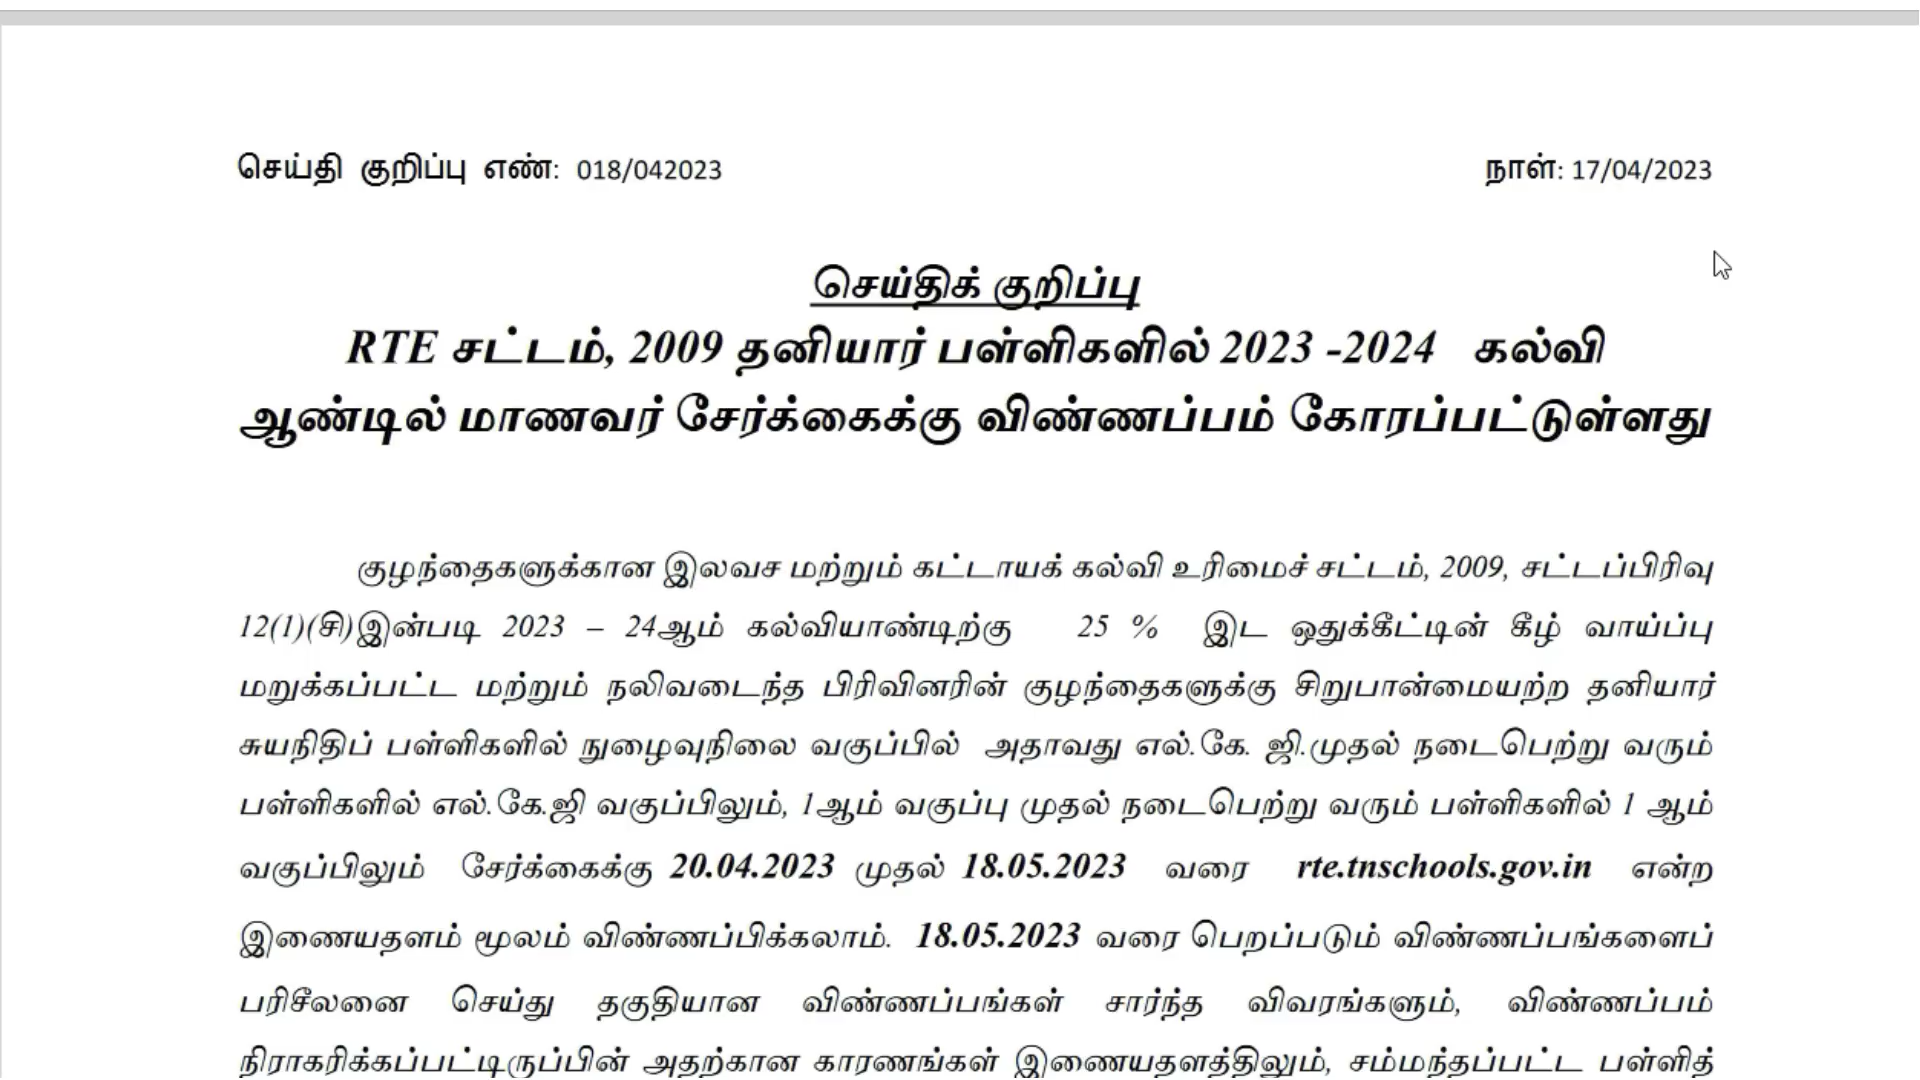 செய்தி குறிப்பு எண்: 018/042023
நாள்: 17/04/2023
செய்திக் குறிப்பு
RTE சட்டம், 2009 தனியார் பள்ளிகளில் 2023 -2024 கல்வி
ஆண்டில் மாணவர் சேர்க்கைக்கு விண்ணப்பம் கோரப்பட்டுள்ளது
குழந்தைகளுக்கான இலவச மற்றும் கட்டாயக் கல்வி உரிமைச் சட்டம், 2009, சட்டப்பிரிவு
12(1)(சி)இன்படி 2023 – 24ஆம் கல்வியாண்டிற்கு 25 % இட ஒதுக்கீட்டின் கீழ் வாய்ப்பு
மறுக்கப்பட்ட மற்றும் நலிவடைந்த பிரிவினரின் குழந்தைகளுக்கு சிறுபான்மையற்ற தனியார்
சுயநிதிப் பள்ளிகளில் நுழைவுநிலை வகுப்பில் அதாவது எல்.கே. ஜி.முதல் நடைபெற்று வரும்
பள்ளிகளில் எல்.கே.ஜி வகுப்பிலும், 1ஆம் வகுப்பு முதல் நடைபெற்று வரும் பள்ளிகளில் 1 ஆம்
வகுப்பிலும் சேர்க்கைக்கு 20.04.2023 முதல் 18.05.2023 வரை rte.tnschools.gov.in என்ற
இணையதளம் மூலம் விண்ணப்பிக்கலாம். 18.05.2023 வரை பெறப்படும் விண்ணப்பங்களைப்
பரிசீலனை செய்து தகுதியான விண்ணப்பங்கள் சார்ந்த விவரங்களும், விண்ணப்பம்
நிராகரிக்கப்பட்டிருப்பின் அதற்கான காரணங்கள் இணையதளத்திலும், சம்மந்தப்பட்ட பள்ளித்